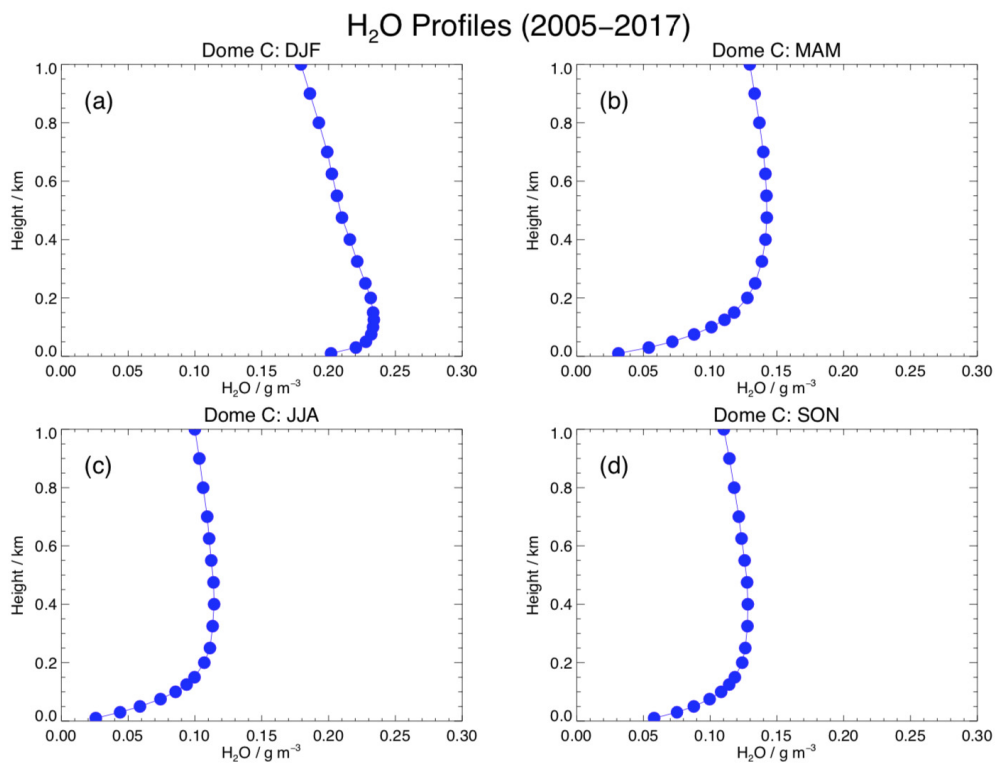 H₂O Profiles (2005–2017)
Dome C: DJF
(a)
1.0
0.8
0.6
0.4
0.2
0.0
Height / km
0.00 0.05 0.10 0.15 0.20 0.25 0.30
H₂O / g m⁻³
Dome C: MAM
(b)
1.0
0.8
0.6
0.4
0.2
0.0
Height / km
0.00 0.05 0.10 0.15 0.20 0.25 0.30
H₂O / g m⁻³
Dome C: JJA
(c)
1.0
0.8
0.6
0.4
0.2
0.0
Height / km
0.00 0.05 0.10 0.15 0.20 0.25 0.30
H₂O / g m⁻³
Dome C: SON
(d)
1.0
0.8
0.6
0.4
0.2
0.0
Height / km
0.00 0.05 0.10 0.15 0.20 0.25 0.30
H₂O / g m⁻³